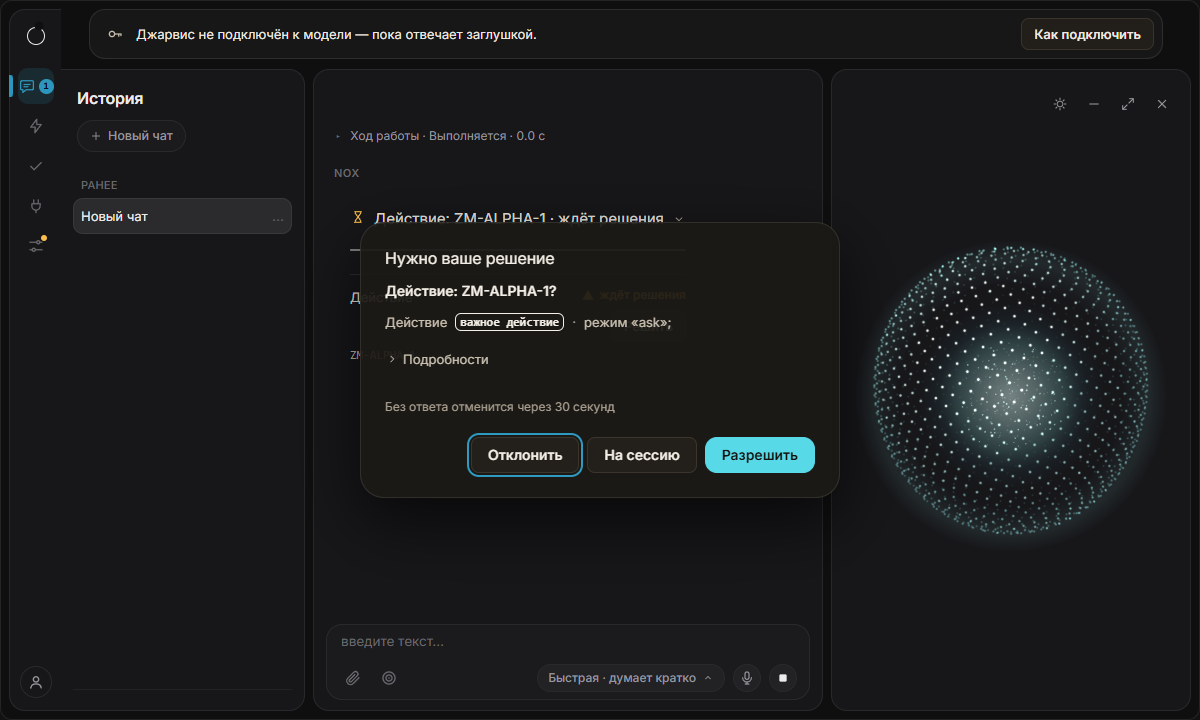 Джарвис не подключён к модели — пока отвечает заглушкой.
Как подключить
1
История
+ Новый чат
РАНЕЕ
Новый чат
...
Ход работы · Выполняется · 0.0 с
NOX
Действие: ZM-ALPHA-1 · ждёт решения
Нужно ваше решение
Действие: ZM-ALPHA-1?
ждёт решения
Действие важное действие · режим «ask»;
ZM-ALPHA
Подробности
Без ответа отменится через 30 секунд
Отклонить
На сессию
Разрешить
введите текст...
Быстрая · думает кратко